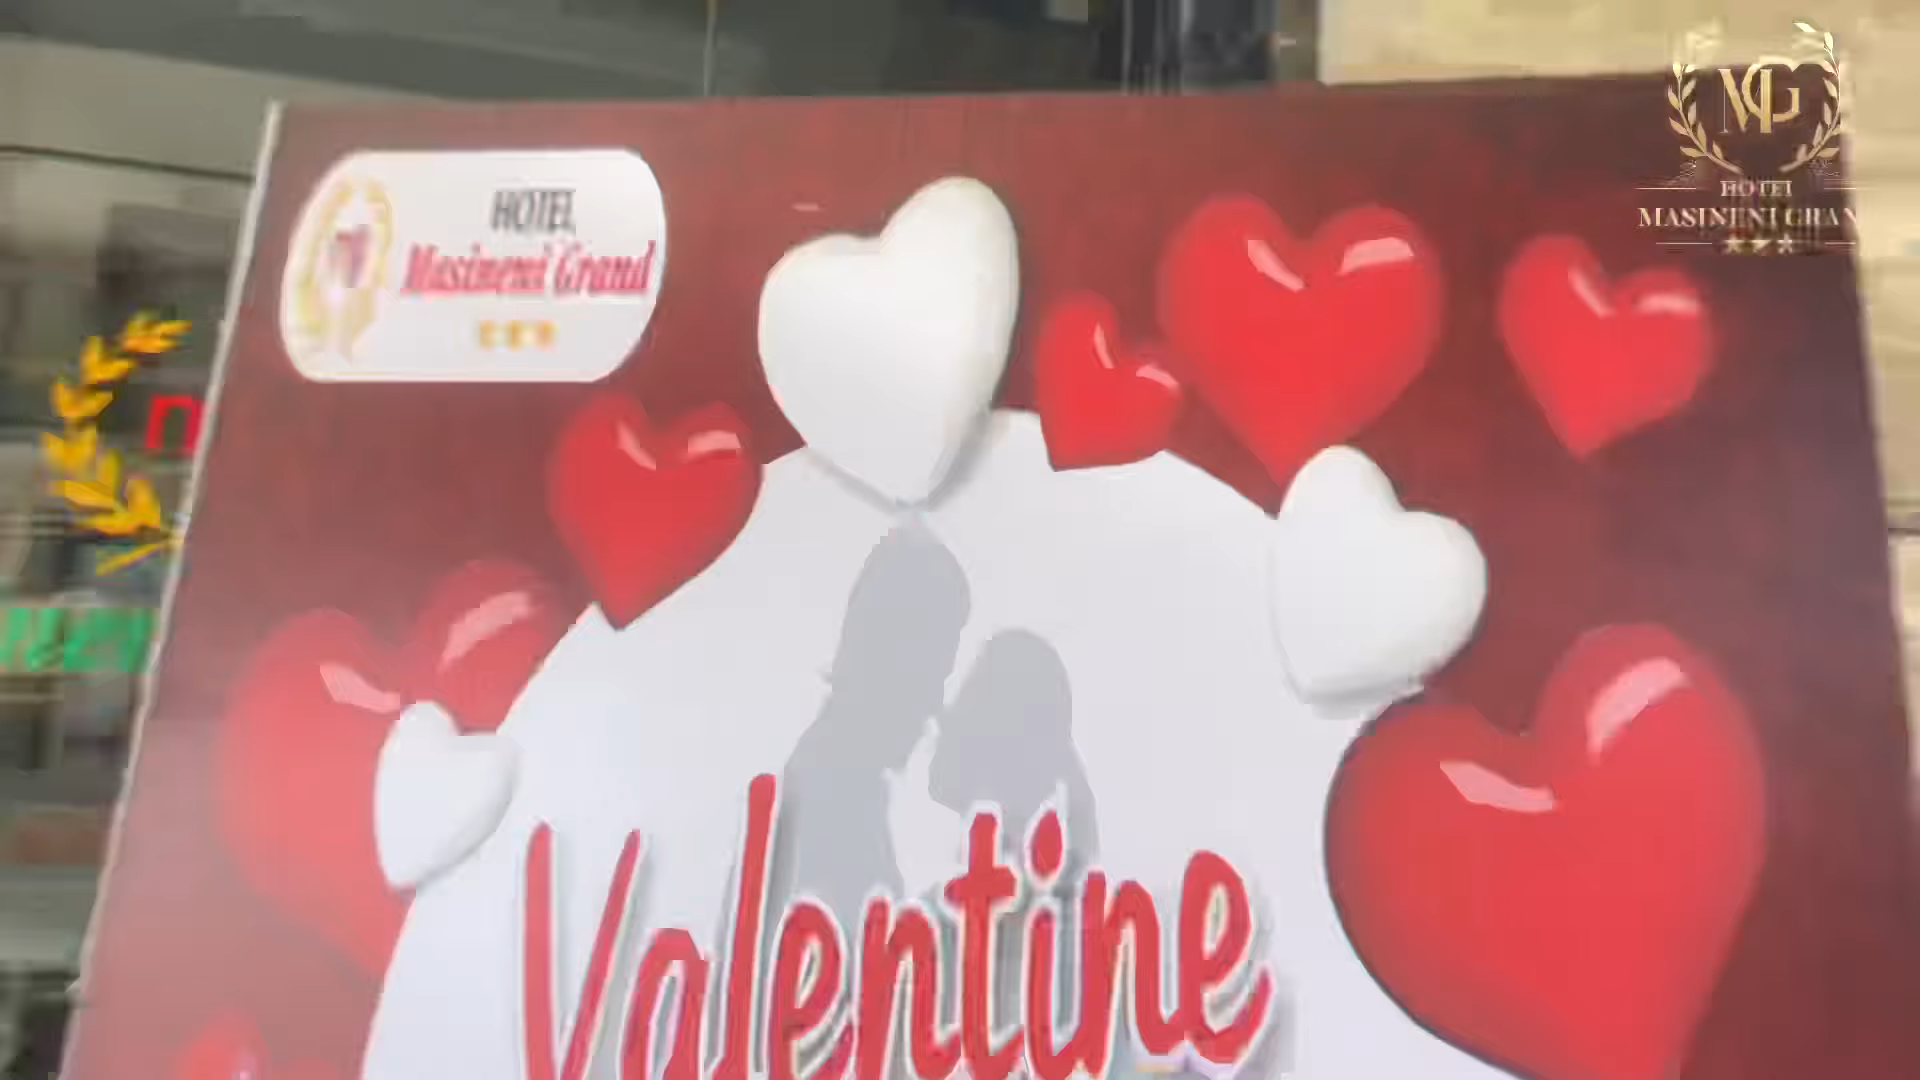 HOTEL
Masineni Grand
MG
HOTEL
MASINENI GRAN
Valentine